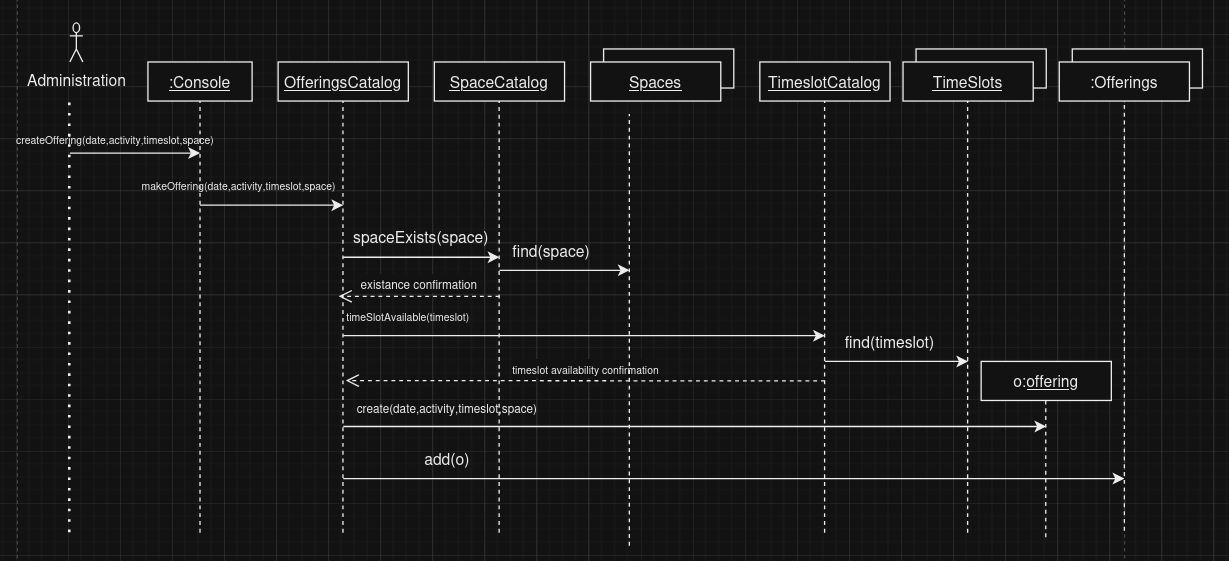 Administration
:Console
OfferingsCatalog
SpaceCatalog
Spaces
TimeslotCatalog
TimeSlots
:Offerings
createOffering(date,activity,timeslot,space)
makeOffering(date,activity,timeslot,space)
spaceExists(space)
find(space)
existance confirmation
timeSlotAvailable(timeslot)
find(timeslot)
timeslot availability confirmation
o:offering
create(date,activity,timeslot,space)
add(o)